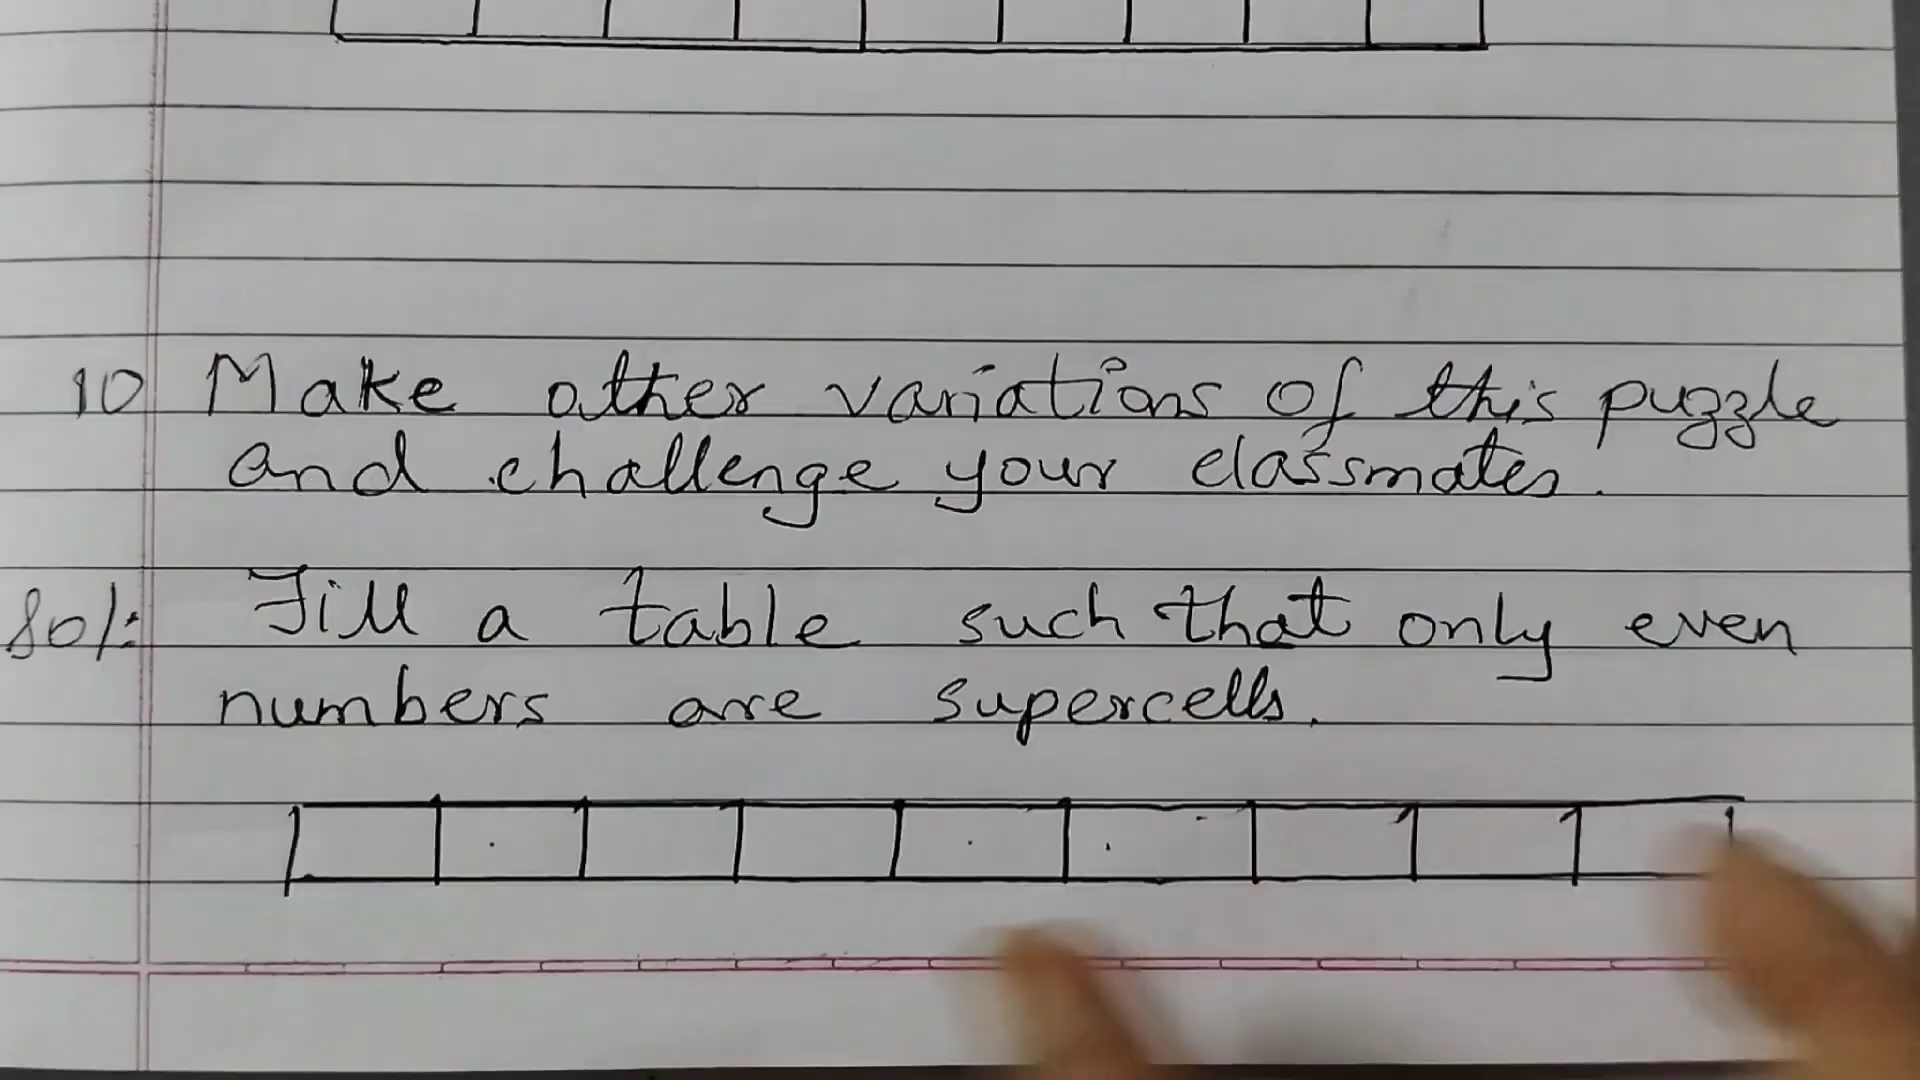 10 Make other variations of this puzzle
and challenge your classmates.
Sol: Fill a table such that only even
numbers are supercells.